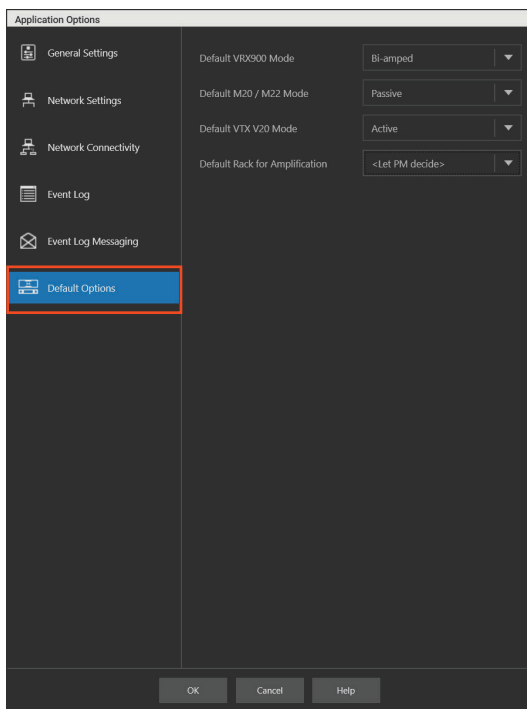 Application Options
General Settings
Network Settings
Network Connectivity
Event Log
Event Log Messaging
Default Options
Default VRX900 Mode
Bi-amped
Default M20 / M22 Mode
Passive
Default VTX V20 Mode
Active
Default Rack for Amplification
<Let PM decide>
OK
Cancel
Help